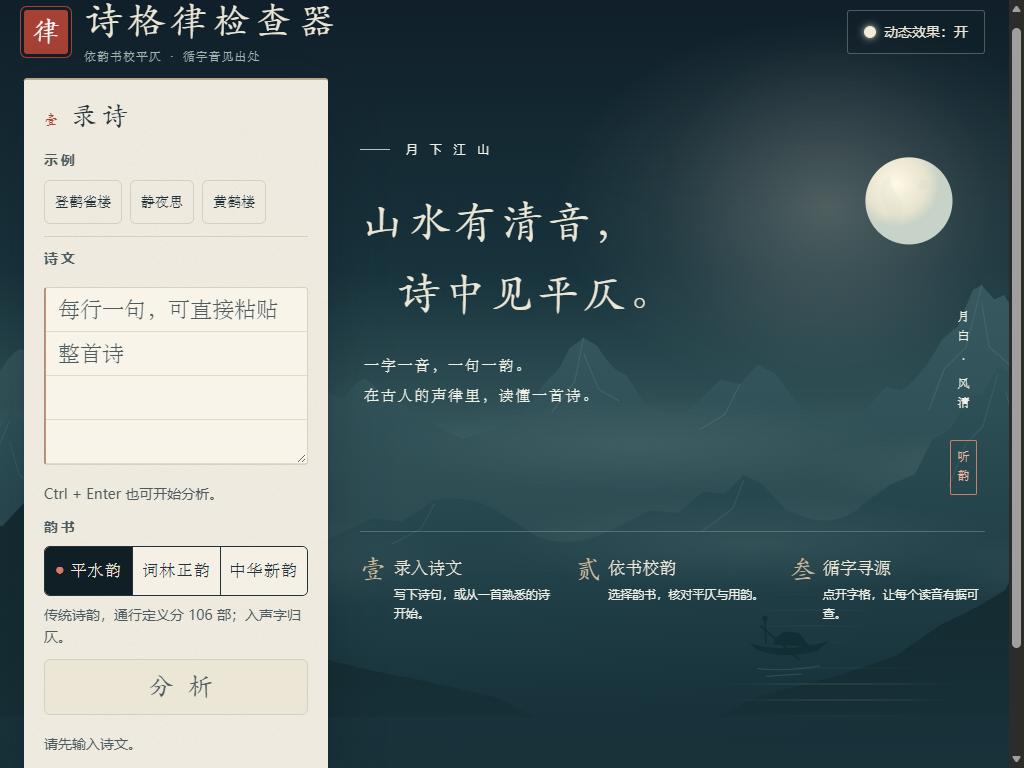 律
诗格律检查器
依韵书校平仄 · 循字音见出处
动态效果：开
壹 录诗
示例
登鹳雀楼 静夜思 黄鹤楼
诗文
每行一句，可直接粘贴
整首诗
Ctrl + Enter 也可开始分析。
韵书
平水韵 词林正韵 中华新韵
传统诗韵，通行定义分 106 部；入声字归
仄。
分析
请先输入诗文。
月下江山
山水有清音，
诗中见平仄。
一字一音，一句一韵。
在古人的声律里，读懂一首诗。
月白·风清
听韵
壹 录入诗文
写下诗句，或从一首熟悉的诗
开始。
贰 依书校韵
选择韵书，核对平仄与用韵。
叁 循字寻源
点开字格，让每个读音有据可
查。